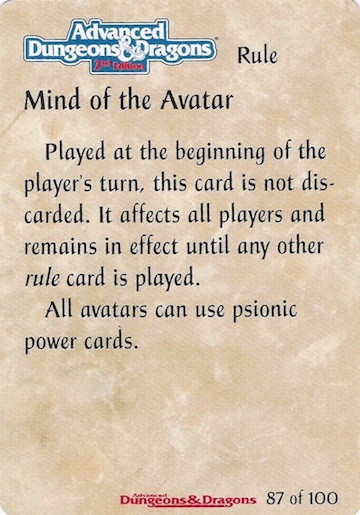 Advanced
Dungeons & Dragons®
2nd Edition
Rule
Mind of the Avatar
Played at the beginning of the
player's turn, this card is not dis-
carded. It affects all players and
remains in effect until any other
rule card is played.
All avatars can use psionic
power cards.
Advanced
Dungeons & Dragons
87 of 100